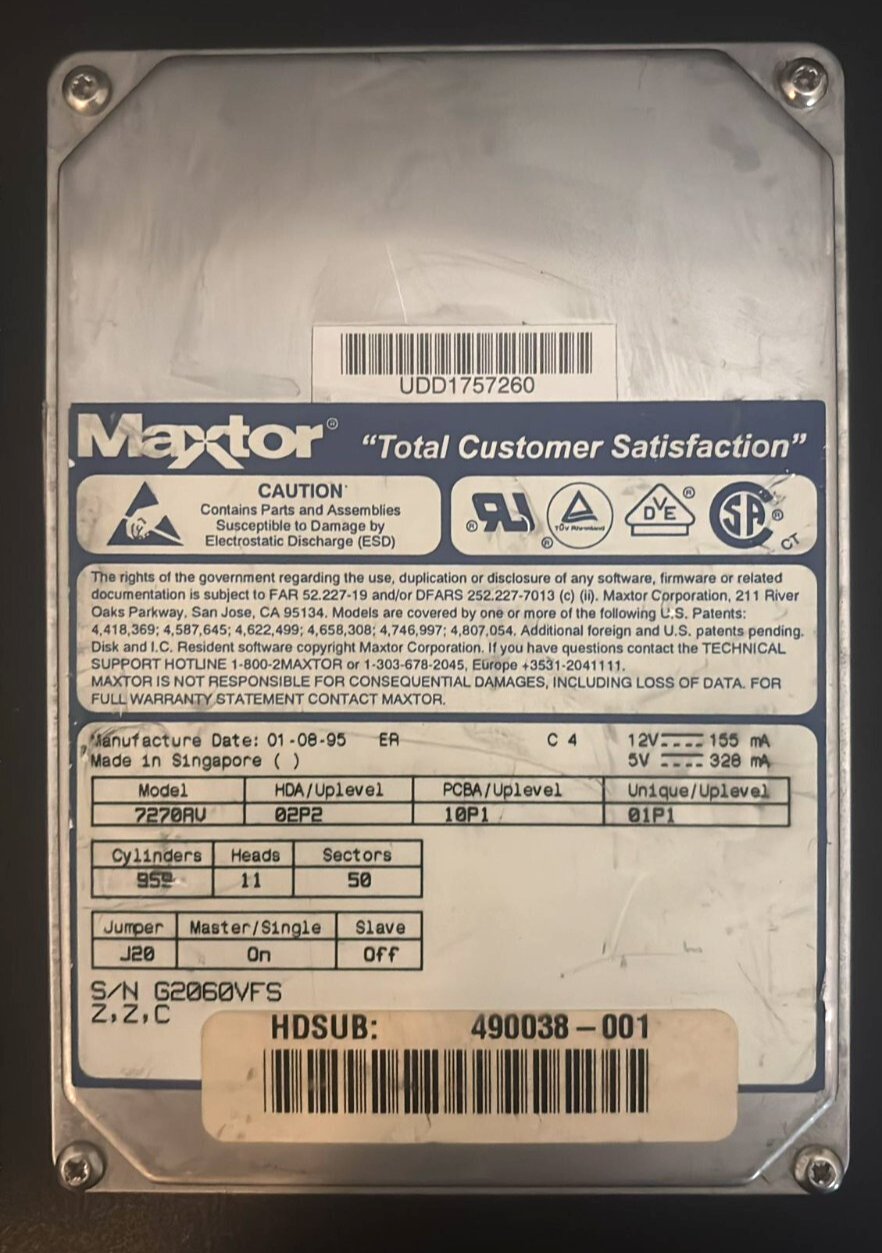 UDD1757260
Maxtor® "Total Customer Satisfaction"
CAUTION
Contains Parts and Assemblies
Susceptible to Damage by
Electrostatic Discharge (ESD)
® ® TÜV Rheinland DVE ® SA ® CT
The rights of the government regarding the use, duplication or disclosure of any software, firmware or related
documentation is subject to FAR 52.227-19 and/or DFARS 252.227-7013 (c) (ii). Maxtor Corporation, 211 River
Oaks Parkway, San Jose, CA 95134. Models are covered by one or more of the following U.S. Patents:
4,418,369; 4,587,645; 4,622,499; 4,658,308; 4,746,997; 4,807,054. Additional foreign and U.S. patents pending.
Disk and I.C. Resident software copyright Maxtor Corporation. If you have questions contact the TECHNICAL
SUPPORT HOTLINE 1-800-2MAXTOR or 1-303-678-2045, Europe +3531-2041111.
MAXTOR IS NOT RESPONSIBLE FOR CONSEQUENTIAL DAMAGES, INCLUDING LOSS OF DATA. FOR
FULL WARRANTY STATEMENT CONTACT MAXTOR.
Manufacture Date: 01-08-95 ER C 4 12V 155 mA
Made in Singapore ( ) 5V 328 mA
Model HDA/Uplevel PCBA/Uplevel Unique/Uplevel
7270AV 02P2 10P1 01P1
Cylinders Heads Sectors
11 50
Jumper Master/Single Slave
J20 On Off
S/N G2060VFS
Z,Z,C
HDSUB: 490038-001